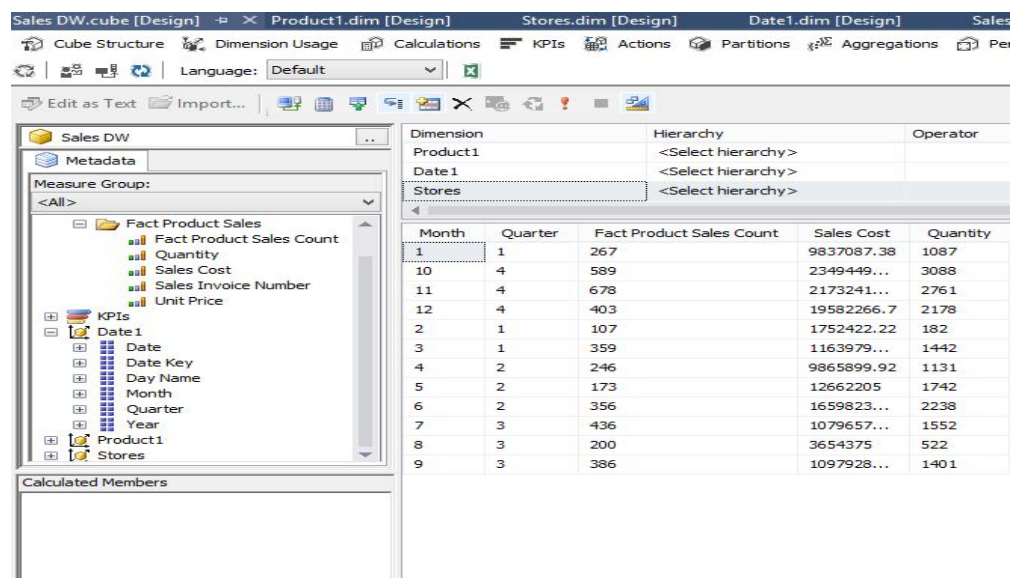 Sales DW.cube [Design] Product1.dim [Design] Stores.dim [Design] Date1.dim [Design] Sales
Cube Structure Dimension Usage Calculations KPIs Actions Partitions Aggregations Per
Language: Default
Edit as Text Import...
Sales DW ..
Metadata
Measure Group:
<All>
Fact Product Sales
Fact Product Sales Count
Quantity
Sales Cost
Sales Invoice Number
Unit Price
KPIs
Date1
Date
Date Key
Day Name
Month
Quarter
Year
Product1
Stores
Calculated Members
Dimension Hierarchy Operator
Product1 <Select hierarchy>
Date1 <Select hierarchy>
Stores <Select hierarchy>
Month Quarter Fact Product Sales Count Sales Cost Quantity
1 1 267 9837087.38 1087
10 4 589 2349449... 3088
11 4 678 2173241... 2761
12 4 403 19582266.7 2178
2 1 107 1752422.22 182
3 1 359 1163979... 1442
4 2 246 9865899.92 1131
5 2 173 12662205 1742
6 2 356 1659823... 2238
7 3 436 1079657... 1552
8 3 200 3654375 522
9 3 386 1097928... 1401